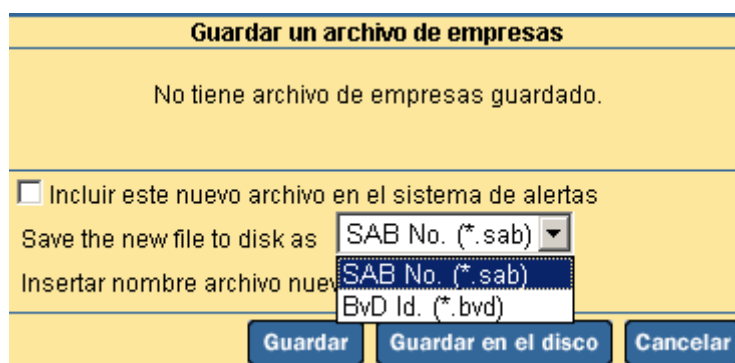 Guardar un archivo de empresas
No tiene archivo de empresas guardado.
Incluir este nuevo archivo en el sistema de alertas
Save the new file to disk as SAB No. (*.sab)
SAB No. (*.sab)
Insertar nombre archivo
BvD Id. (*.bvd)
Guardar Guardar en el disco Cancelar